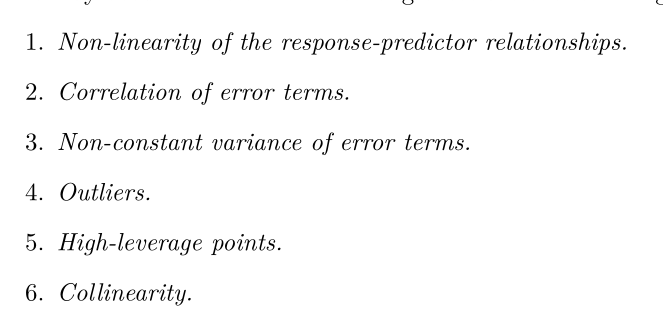 1. Non-linearity of the response-predictor relationships.
2. Correlation of error terms.
3. Non-constant variance of error terms.
4. Outliers.
5. High-leverage points.
6. Collinearity.